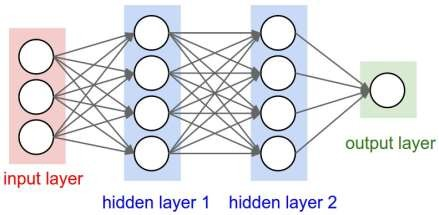 input layer
hidden layer 1
hidden layer 2
output layer